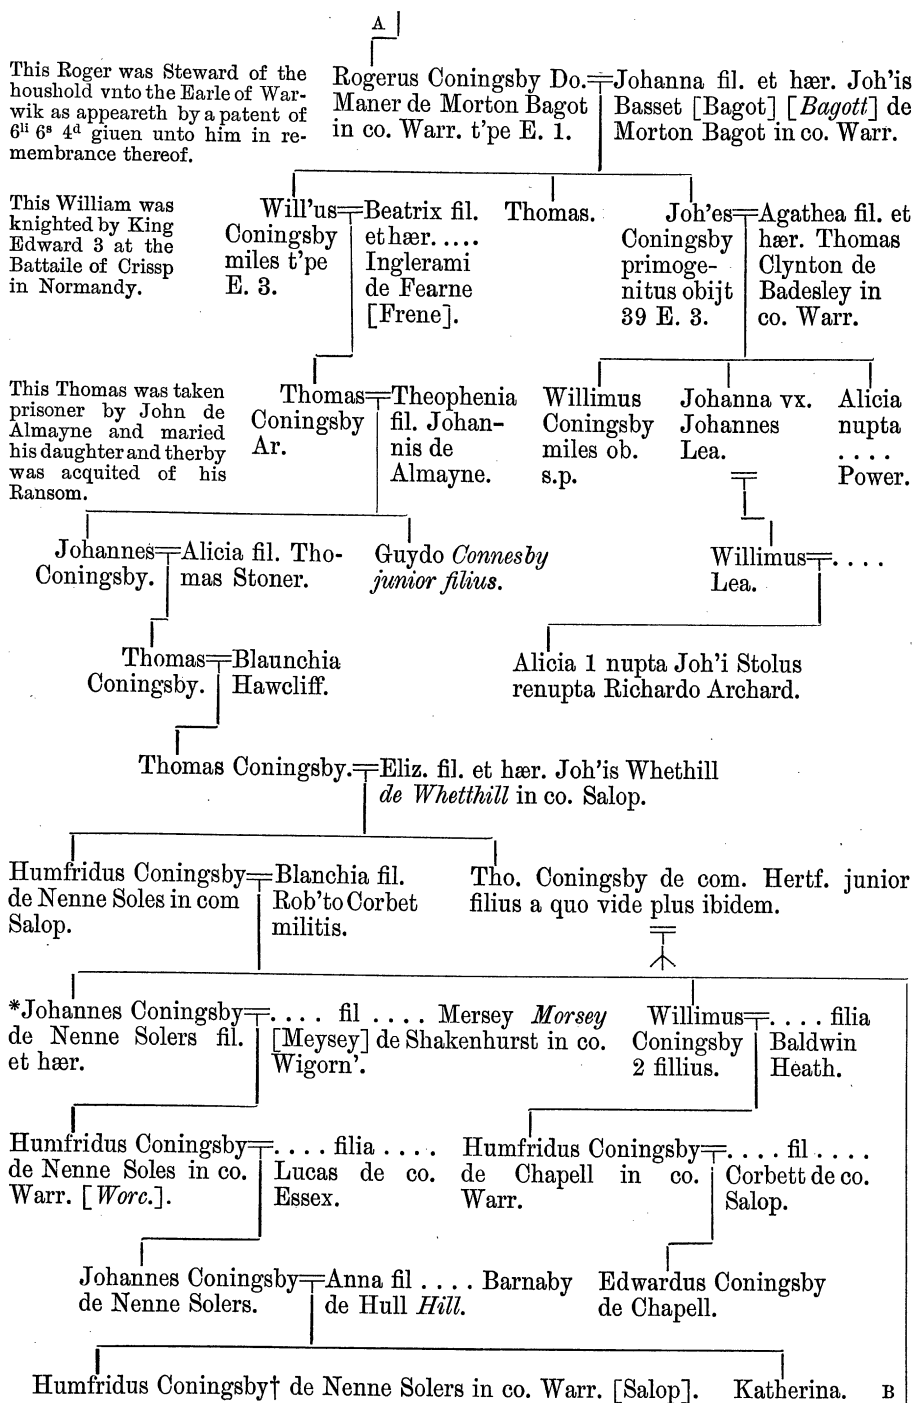 A
This Roger was Steward of the
houshold vnto the Earle of War-
wik as appeareth by a patent of
6li 6s 4d giuen unto him in re-
membrance thereof.
Rogerus Coningsby Do.
Maner de Morton Bagot
in co. Warr. t'pe E. 1.
Johanna fil. et hær. Joh'is
Basset [Bagot] [Bagott] de
Morton Bagot in co. Warr.
This William was
knighted by King
Edward 3 at the
Battaile of Crissp
in Normandy.
Will'us
Coningsby
miles t'pe
E. 3.
Beatrix fil.
et hær. ....
Inglerami
de Fearne
[Frene].
Thomas.
Joh'es
Coningsby
primoge-
nitus obijt
39 E. 3.
Agathea fil. et
hær. Thomas
Clynton de
Badesley in
co. Warr.
This Thomas was taken
prisoner by John de
Almayne and maried
his daughter and therby
was acquited of his
Ransom.
Thomas
Coningsby
Ar.
Theophenia
fil. Johan-
nis de
Almayne.
Willimus
Coningsby
miles ob.
s.p.
Johanna vx.
Johannes
Lea.
Alicia
nupta
. . . .
Power.
Johannes
Coningsby.
Alicia fil. Tho-
mas Stoner.
Guydo Connesby
junior filius.
Willimus
Lea.
. . . .
Thomas
Coningsby.
Blaunchia
Hawcliff.
Alicia 1 nupta Joh'i Stolus
renupta Richardo Archard.
Thomas Coningsby.
Eliz. fil. et hær. Joh'is Whethill
de Whetthill in co. Salop.
Humfridus Coningsby
de Nenne Soles in com
Salop.
Blanchia fil.
Rob'to Corbet
militis.
Tho. Coningsby de com. Hertf. junior
filius a quo vide plus ibidem.
*Johannes Coningsby
de Nenne Solers fil.
et hær.
. . . . fil . . . . Mersey Morsey
[Meysey] de Shakenhurst in co.
Wigorn'.
Willimus
Coningsby
2 fillius.
. . . . filia
Baldwin
Heath.
Humfridus Coningsby
de Nenne Soles in co.
Warr. [Worc.].
. . . . filia . . . .
Lucas de co.
Essex.
Humfridus Coningsby
de Chapell in co.
Warr.
. . . . fil . . . .
Corbett de co.
Salop.
Johannes Coningsby
de Nenne Solers.
Anna fil . . . . Barnaby
de Hull Hill.
Edwardus Coningsby
de Chapell.
Humfridus Coningsby† de Nenne Solers in co. Warr. [Salop].
Katherina.
B